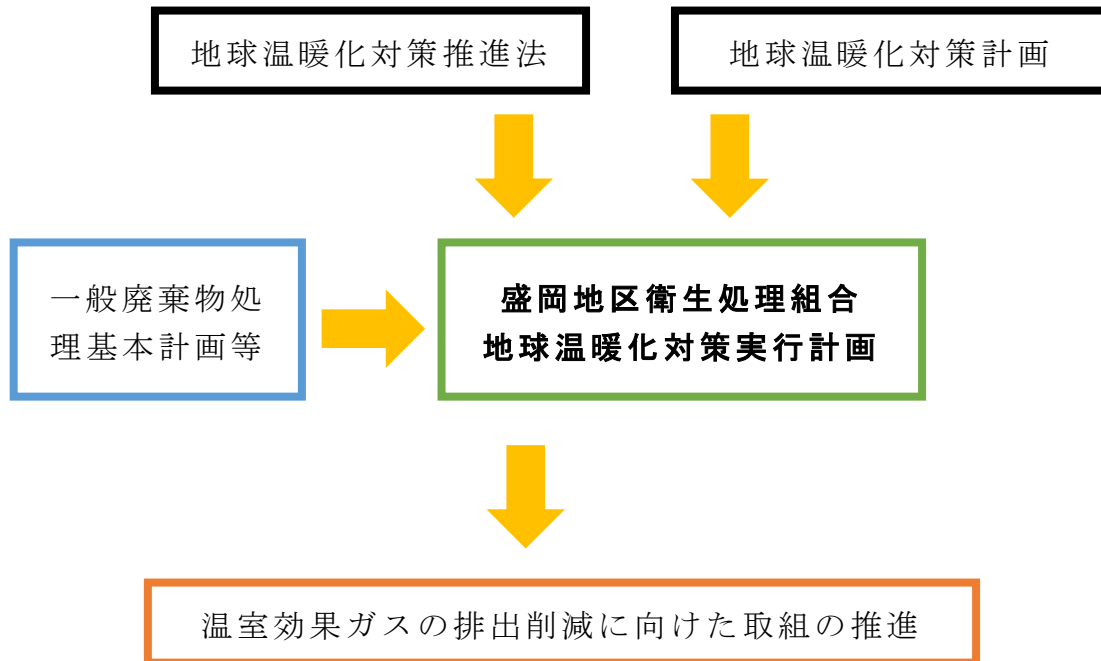 地球温暖化対策推進法
地球温暖化対策計画
一般廃棄物処
理基本計画等
盛岡地区衛生処理組合
地球温暖化対策実行計画
温室効果ガスの排出削減に向けた取組の推進